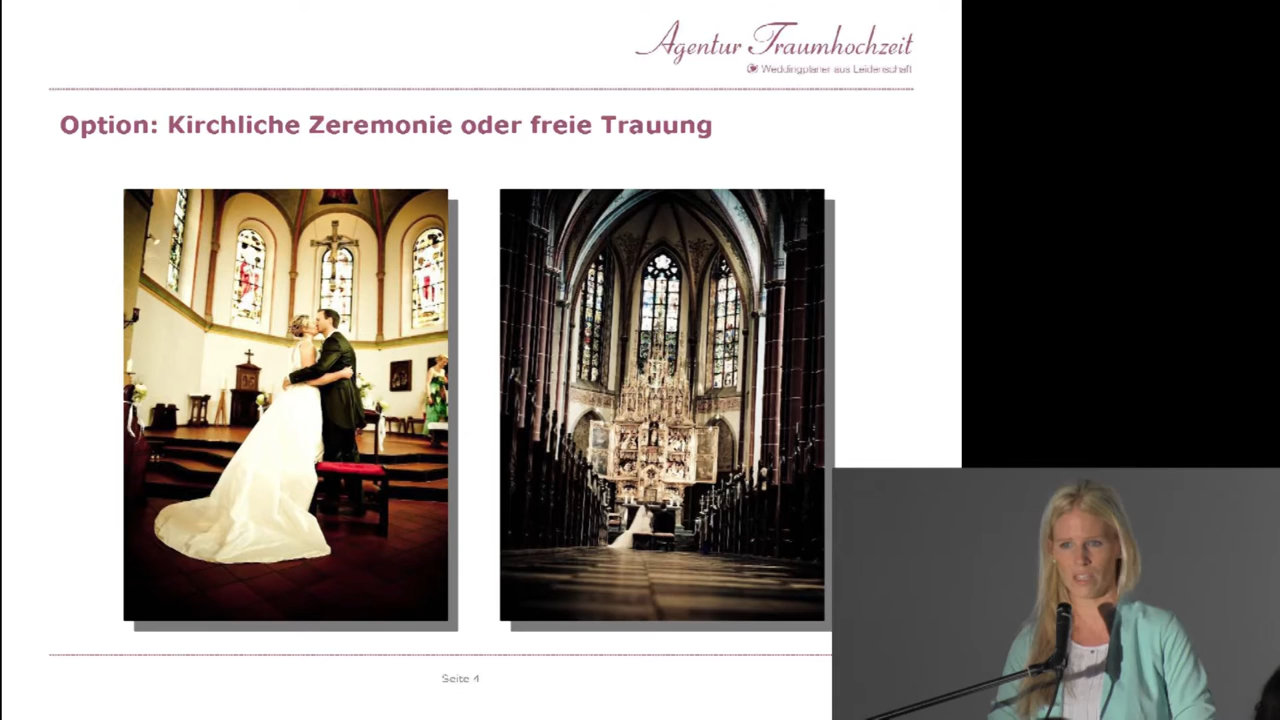 Agentur Traumhochzeit
Weddingplaner aus Leidenschaft
Option: Kirchliche Zeremonie oder freie Trauung
Seite 4